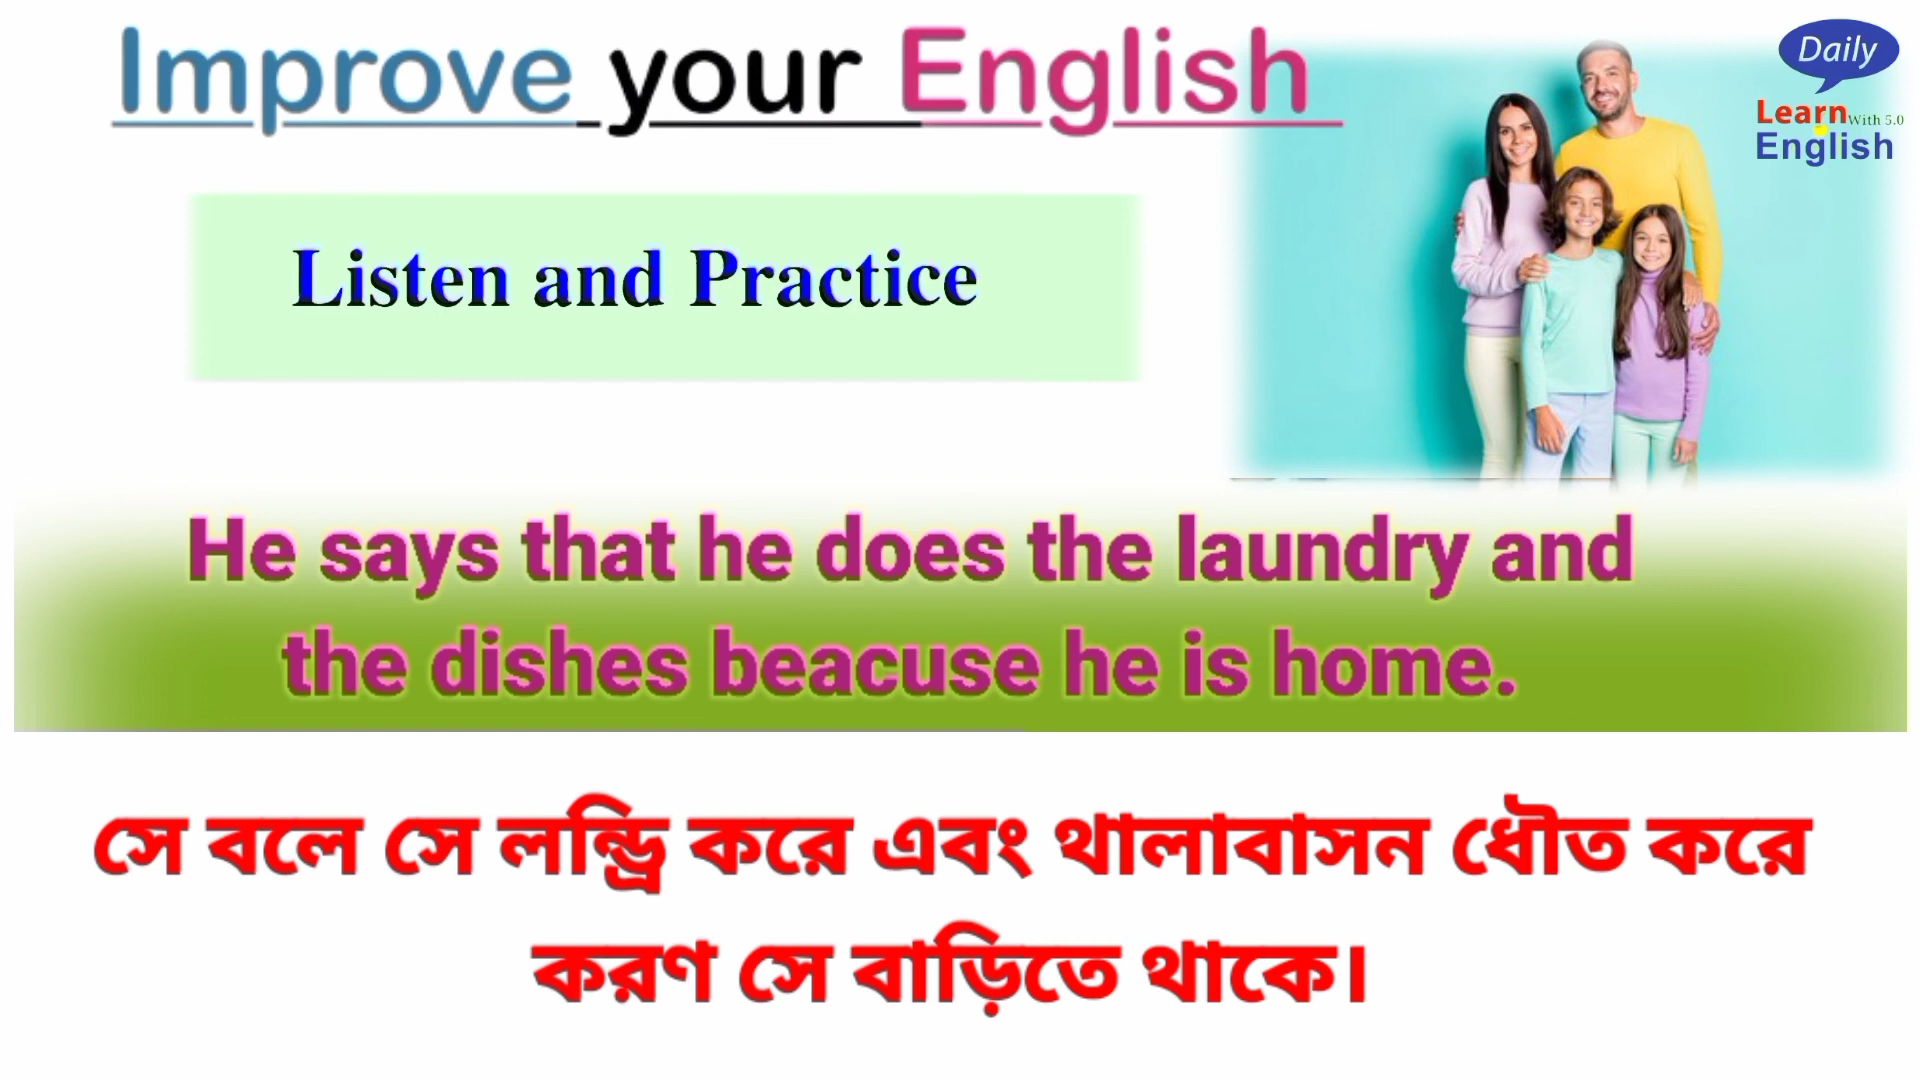 Improve your English
Daily
Learn With 5.0
English
Listen and Practice
He says that he does the laundry and
the dishes beacuse he is home.
সে বলে সে লন্ড্রি করে এবং থালাবাসন ধৌত করে
করণ সে বাড়িতে থাকে।